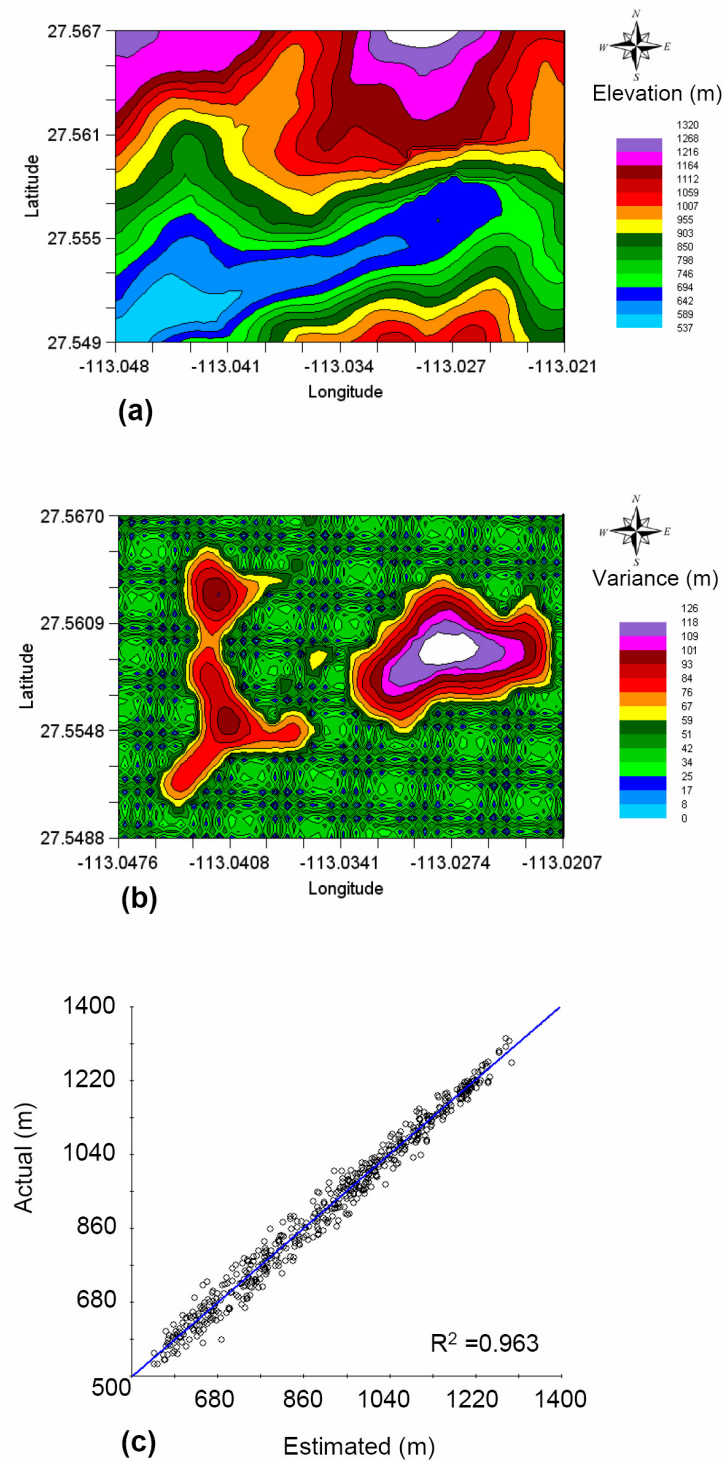 27.567
27.561
27.555
27.549
Latitude
-113.048 -113.041 -113.034 -113.027 -113.021
Longitude
(a)
N
W E
S
Elevation (m)
1320
1268
1216
1164
1112
1059
1007
955
903
850
798
746
694
642
589
537
27.5670
27.5609
27.5548
27.5488
Latitude
-113.0476 -113.0408 -113.0341 -113.0274 -113.0207
Longitude
(b)
N
W E
S
Variance (m)
126
118
109
101
93
84
76
67
59
51
42
34
25
17
8
0
1400
1220
1040
860
680
500
Actual (m)
R² =0.963
680 860 1040 1220 1400
(c)
Estimated (m)